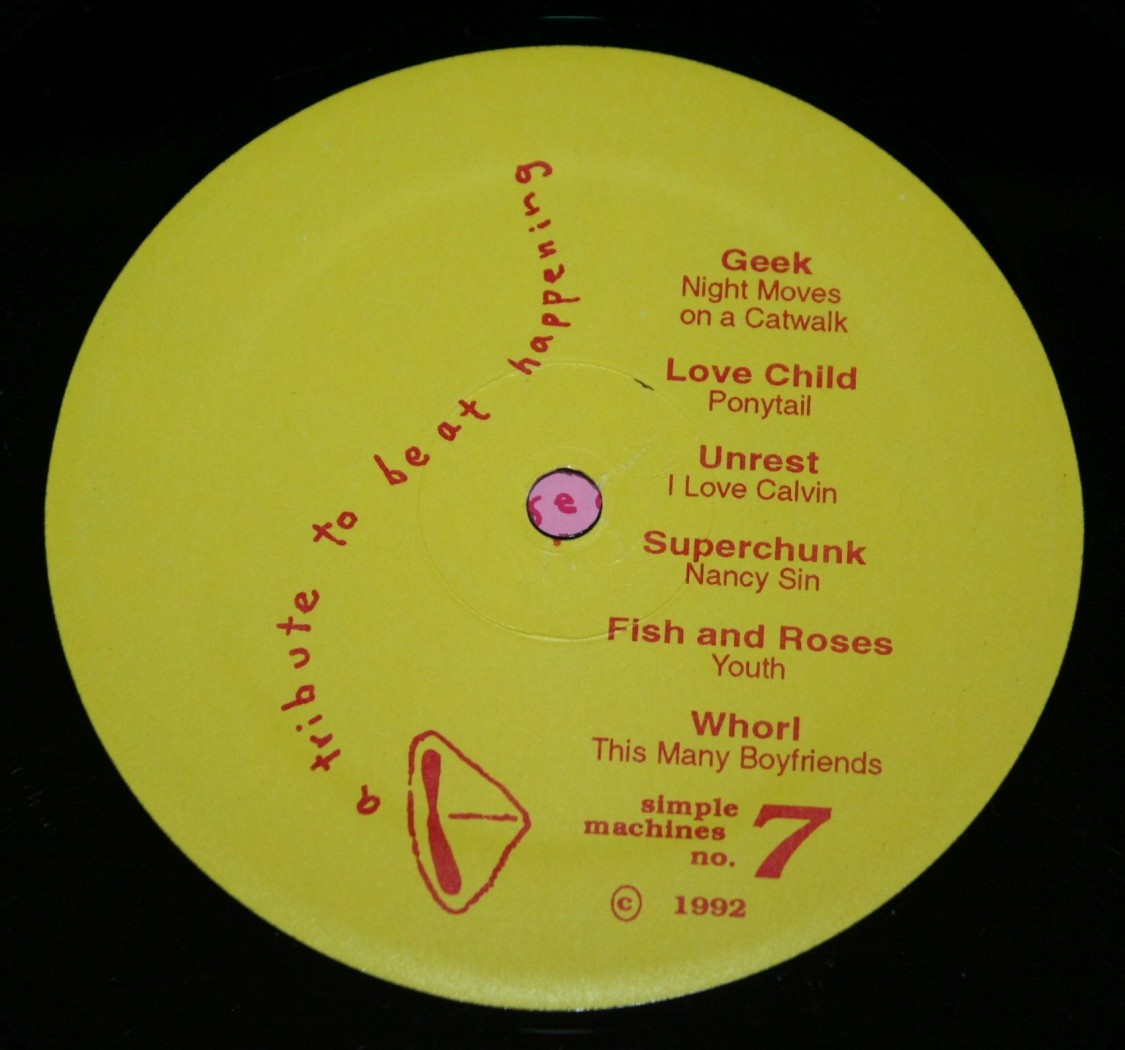 a tribute to beat happening
Geek
Night Moves
on a Catwalk
Love Child
Ponytail
Unrest
I Love Calvin
Superchunk
Nancy Sin
Fish and Roses
Youth
Whorl
This Many Boyfriends
simple
machines
no. 7
© 1992